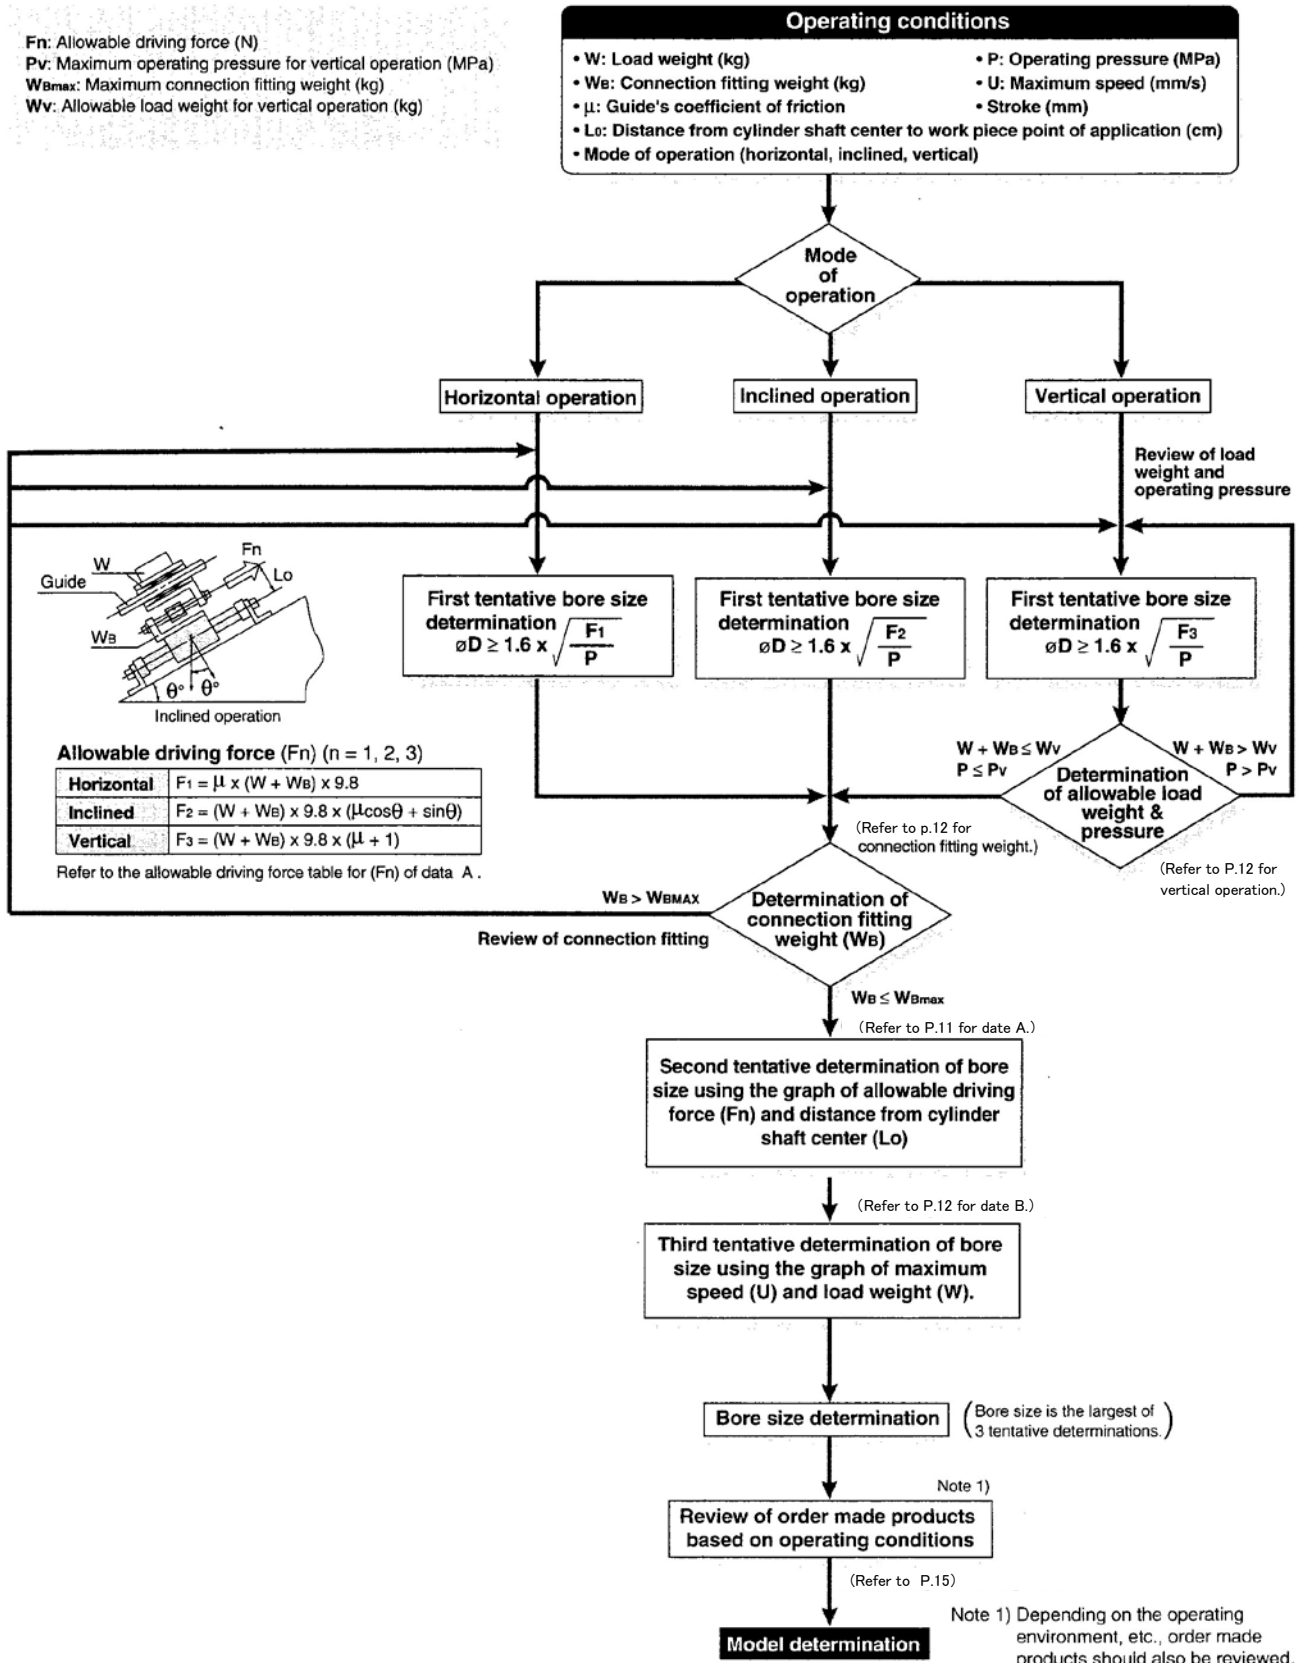 Fn: Allowable driving force (N)
Pv: Maximum operating pressure for vertical operation (MPa)
WBmax: Maximum connection fitting weight (kg)
Wv: Allowable load weight for vertical operation (kg)
Operating conditions
• W: Load weight (kg)
• WB: Connection fitting weight (kg)
• μ: Guide's coefficient of friction
• P: Operating pressure (MPa)
• U: Maximum speed (mm/s)
• Stroke (mm)
• Lo: Distance from cylinder shaft center to work piece point of application (cm)
• Mode of operation (horizontal, inclined, vertical)
Mode
of
operation
Horizontal operation
Inclined operation
Vertical operation
Review of load
weight and
operating pressure
W
Guide
WB
Fn
Lo
θ° θ°
Inclined operation
First tentative bore size
determination
øD ≥ 1.6 x √F1/P
First tentative bore size
determination
øD ≥ 1.6 x √F2/P
First tentative bore size
determination
øD ≥ 1.6 x √F3/P
Allowable driving force (Fn) (n = 1, 2, 3)
Horizontal F1 = μ x (W + WB) x 9.8
Inclined F2 = (W + WB) x 9.8 x (μcosθ + sinθ)
Vertical F3 = (W + WB) x 9.8 x (μ + 1)
Refer to the allowable driving force table for (Fn) of data A .
W + WB ≤ WV
P ≤ PV
W + WB > WV
P > PV
Determination
of allowable load
weight &
pressure
(Refer to P.12 for
vertical operation.)
(Refer to p.12 for
connection fitting weight.)
WB > WBMAX
Review of connection fitting
Determination of
connection fitting
weight (WB)
WB ≤ WBmax
(Refer to P.11 for date A.)
Second tentative determination of bore
size using the graph of allowable driving
force (Fn) and distance from cylinder
shaft center (Lo)
(Refer to P.12 for date B.)
Third tentative determination of bore
size using the graph of maximum
speed (U) and load weight (W).
Bore size determination
(Bore size is the largest of
3 tentative determinations.)
Note 1)
Review of order made products
based on operating conditions
(Refer to P.15)
Model determination
Note 1) Depending on the operating
environment, etc., order made
products should also be reviewed.